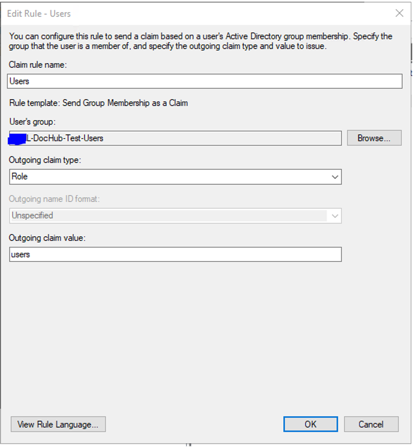 Edit Rule - Users
You can configure this rule to send a claim based on a user's Active Directory group membership. Specify the
group that the user is a member of, and specify the outgoing claim type and value to issue.
Claim rule name:
Users
Rule template: Send Group Membership as a Claim
User's group:
L-DocHub-Test-Users
Browse...
Outgoing claim type:
Role
Outgoing name ID format:
Unspecified
Outgoing claim value:
users
View Rule Language...
OK
Cancel